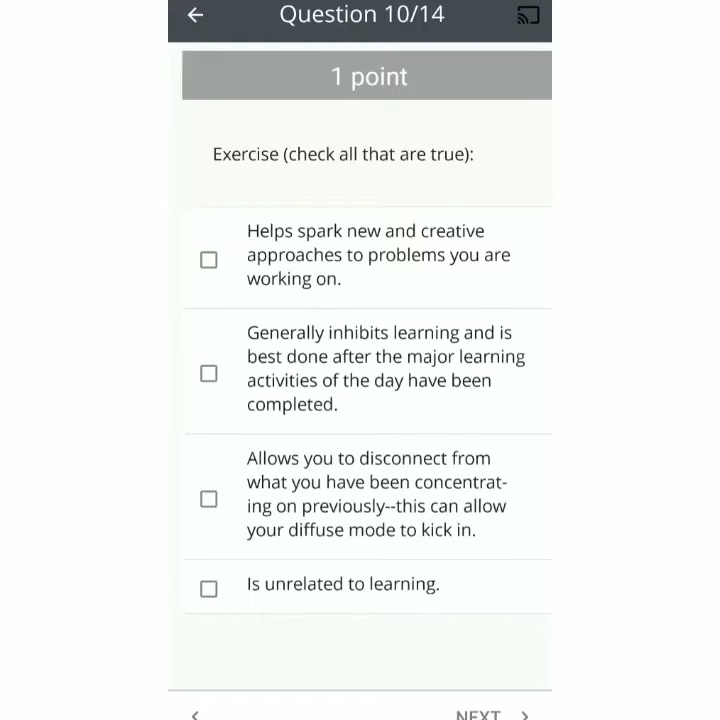 Question 10/14
1 point
Exercise (check all that are true):
Helps spark new and creative
approaches to problems you are
working on.
Generally inhibits learning and is
best done after the major learning
activities of the day have been
completed.
Allows you to disconnect from
what you have been concentrat-
ing on previously--this can allow
your diffuse mode to kick in.
Is unrelated to learning.
NEXT